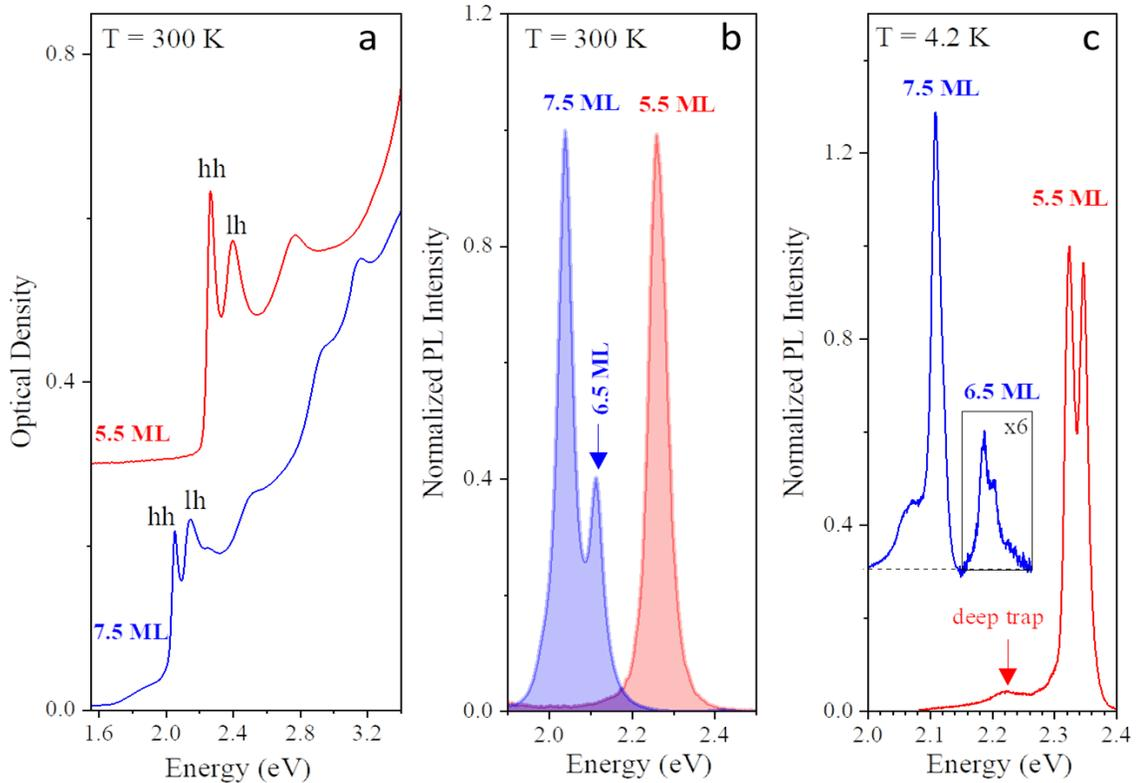 T = 300 K
a
0.8
hh
lh
5.5 ML
0.4
hh
lh
7.5 ML
0.0
1.6
2.0
2.4
2.8
3.2
Energy (eV)
Optical Density
1.2
T = 300 K
b
7.5 ML
5.5 ML
0.8
6.5 ML
0.4
0.0
2.0
2.2
2.4
Energy (eV)
Normalized PL Intensity
T = 4.2 K
c
7.5 ML
1.2
5.5 ML
0.8
6.5 ML
x6
0.4
deep trap
0.0
2.0
2.1
2.2
2.3
2.4
Energy (eV)
Normalized PL Intensity